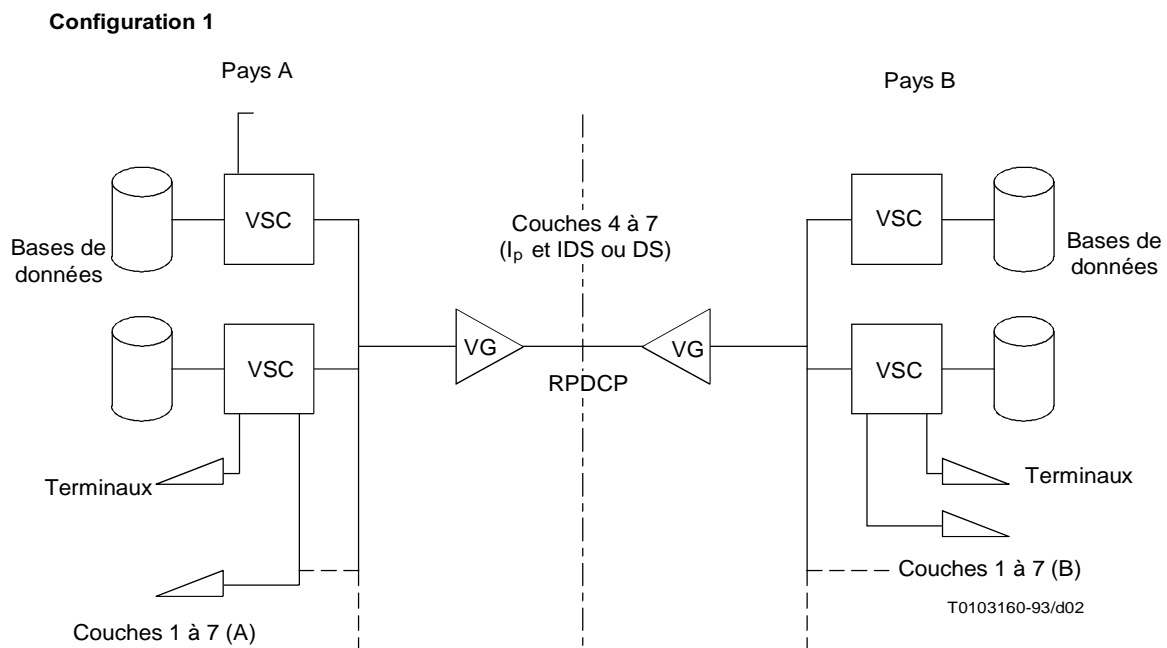 Configuration 1
Pays A
Pays B
VSC
VSC
Couches 4 à 7
(Ip et IDS ou DS)
Bases de
données
Bases de
données
VG
VG
VSC
VSC
RPDCP
Terminaux
Terminaux
Couches 1 à 7 (B)
T0103160-93/d02
Couches 1 à 7 (A)